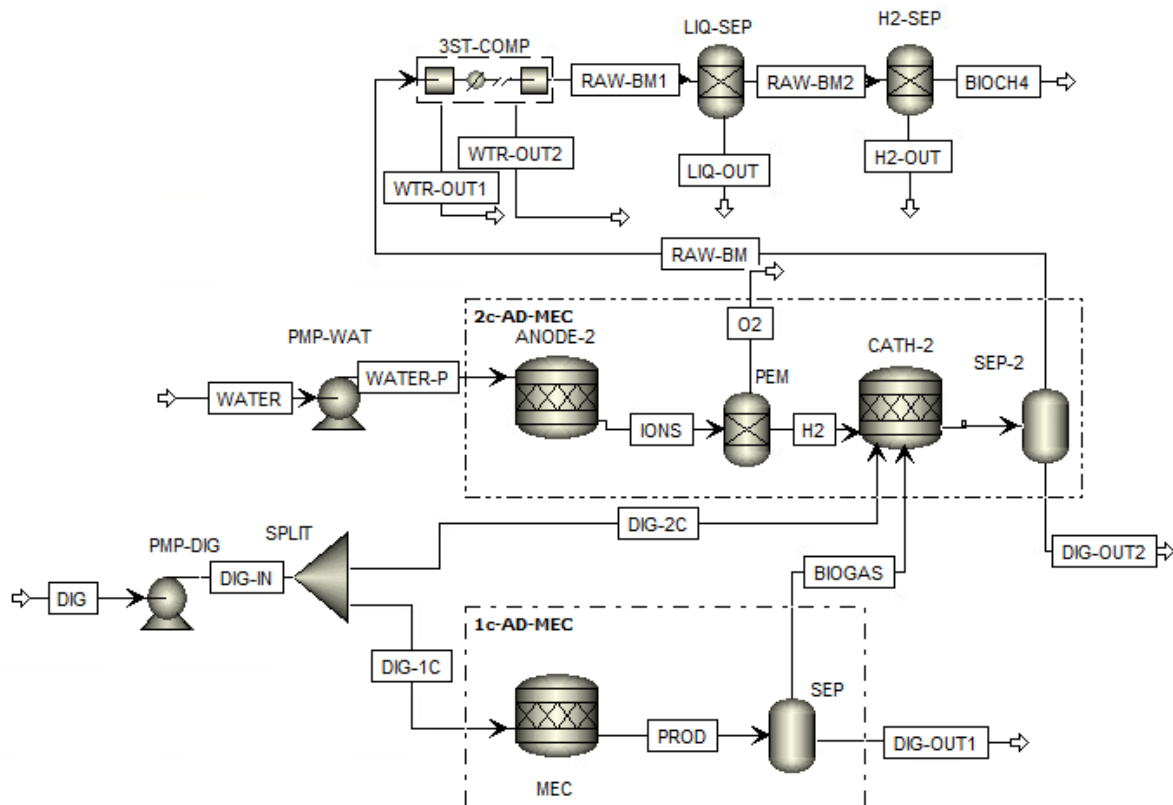 3ST-COMP
LIQ-SEP
H2-SEP
RAW-BM1
RAW-BM2
BIOCH4
WTR-OUT2
WTR-OUT1
LIQ-OUT
H2-OUT
RAW-BM
2c-AD-MEC
O2
ANODE-2
CATH-2
PMP-WAT
SEP-2
WATER
WATER-P
PEM
IONS
H2
DIG-2C
SPLIT
PMP-DIG
DIG-OUT2
DIG
DIG-IN
BIOGAS
1c-AD-MEC
DIG-1C
SEP
PROD
DIG-OUT1
MEC